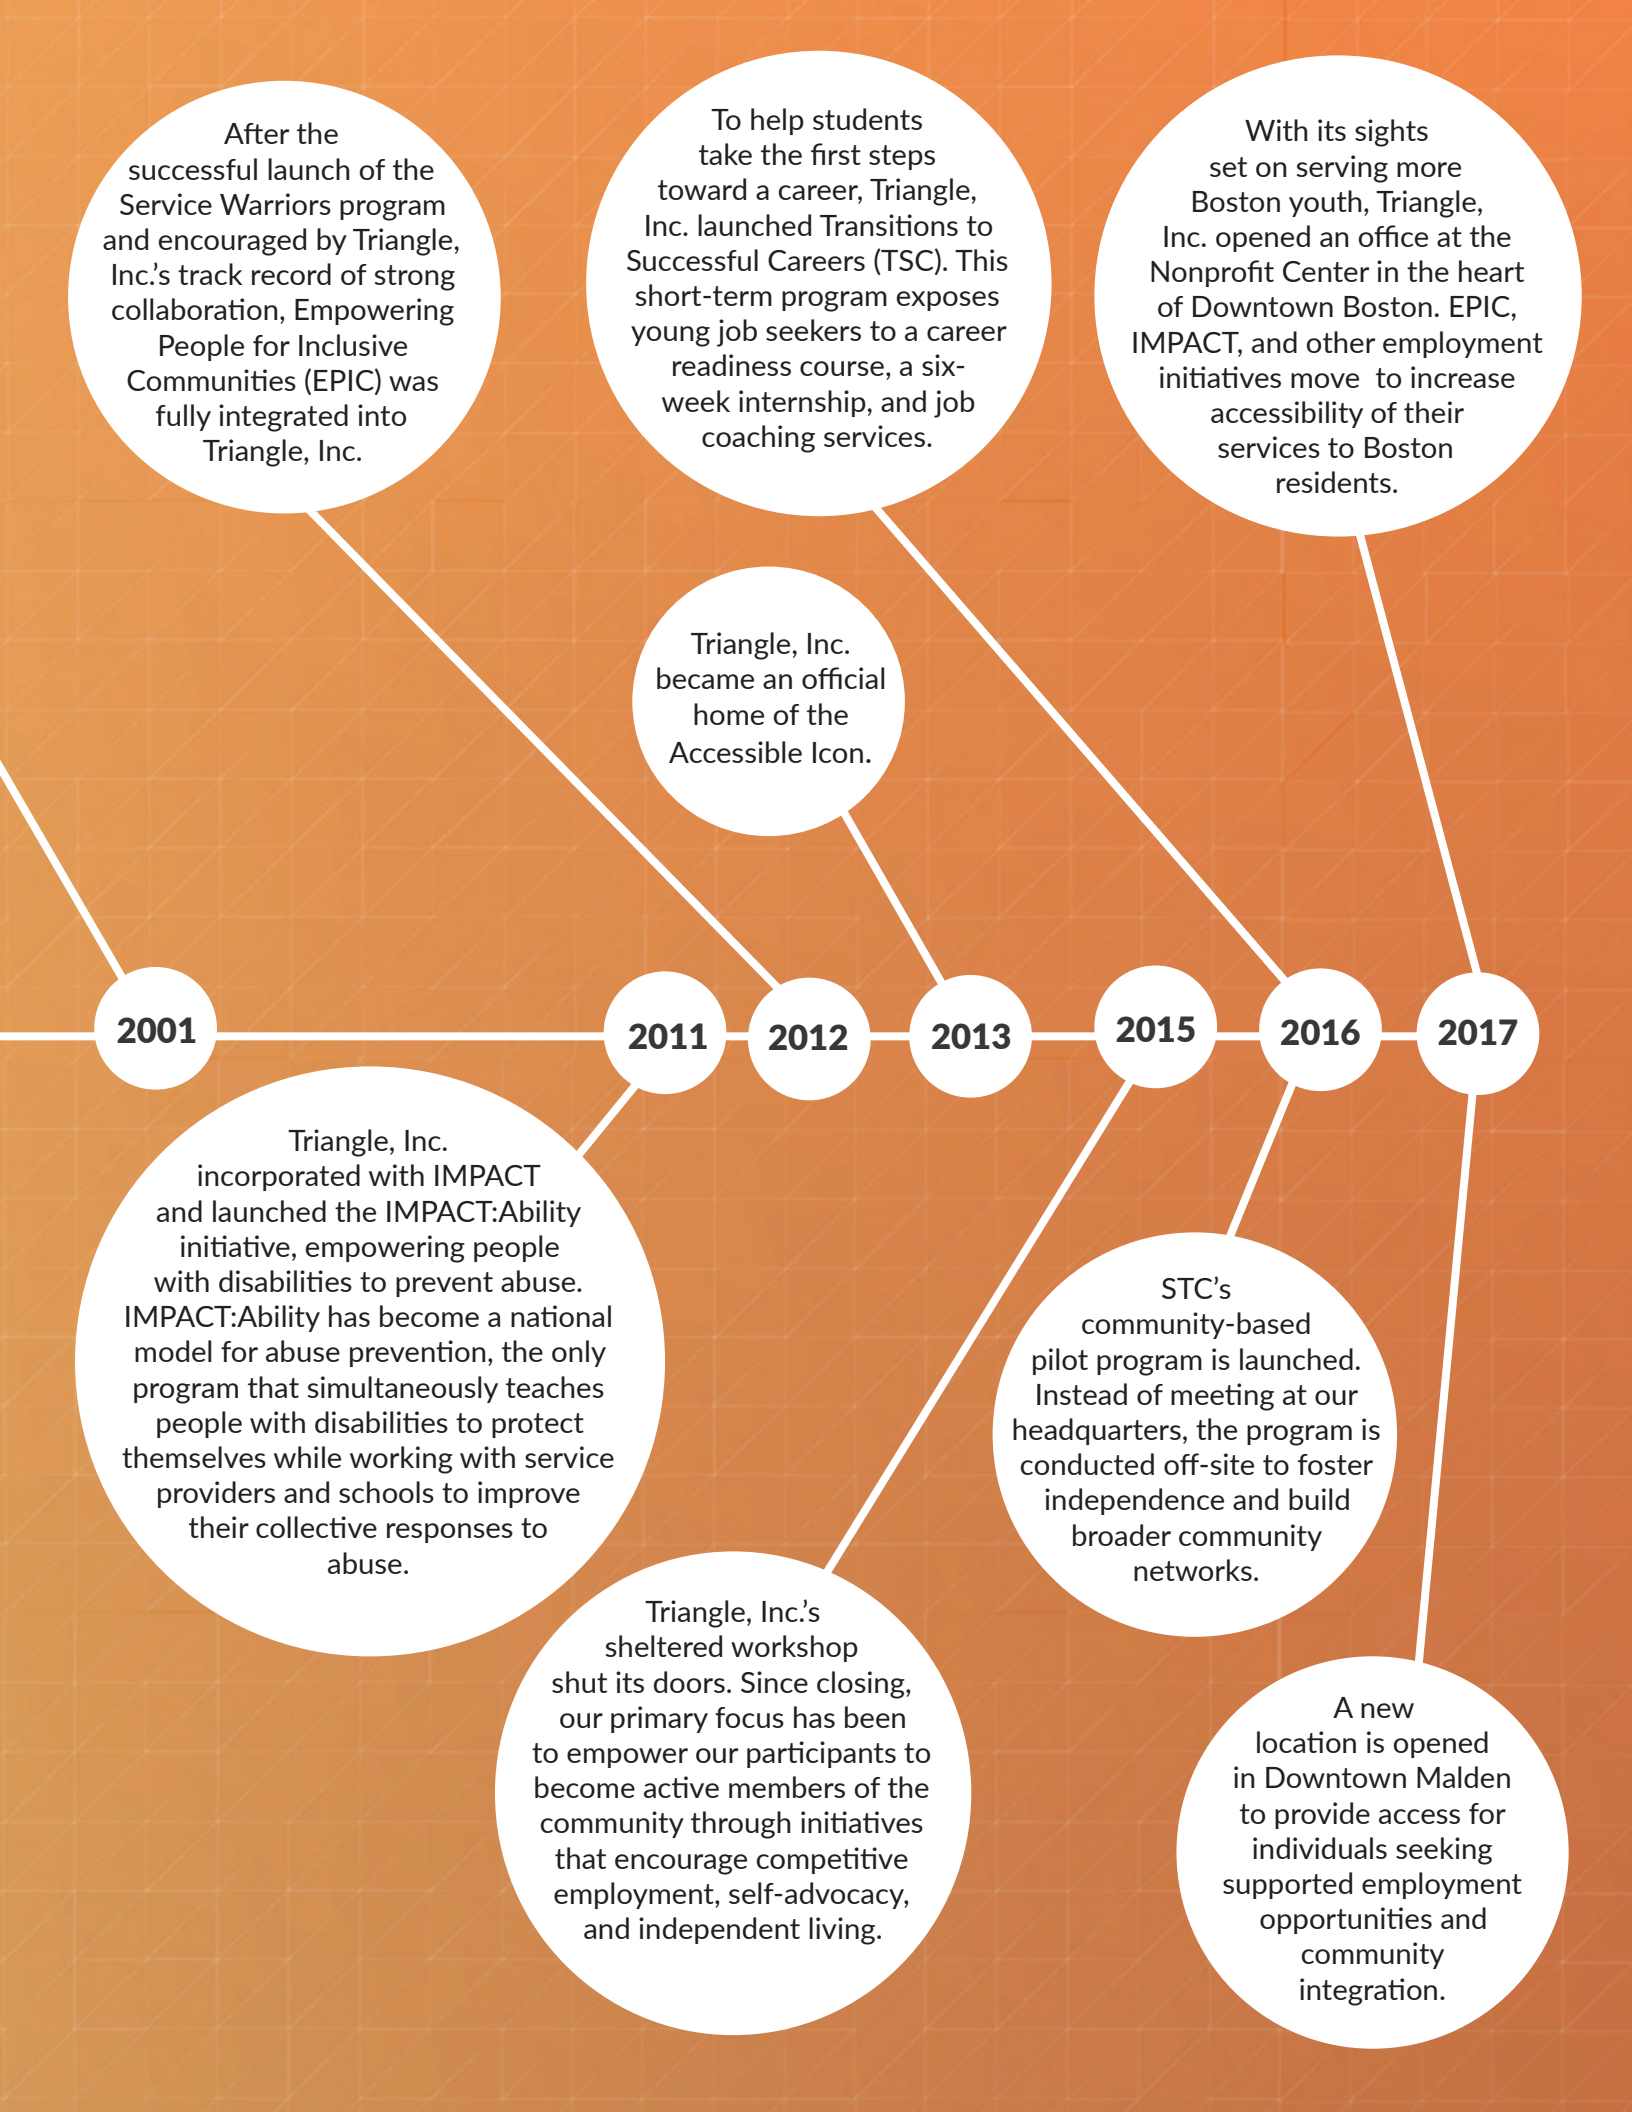 After the
successful launch of the
Service Warriors program
and encouraged by Triangle,
Inc.’s track record of strong
collaboration, Empowering
People for Inclusive
Communities (EPIC) was
fully integrated into
Triangle, Inc.
To help students
take the first steps
toward a career, Triangle,
Inc. launched Transitions to
Successful Careers (TSC). This
short-term program exposes
young job seekers to a career
readiness course, a six-
week internship, and job
coaching services.
With its sights
set on serving more
Boston youth, Triangle,
Inc. opened an office at the
Nonprofit Center in the heart
of Downtown Boston. EPIC,
IMPACT, and other employment
initiatives move to increase
accessibility of their
services to Boston
residents.
Triangle, Inc.
became an official
home of the
Accessible Icon.
2001
2011
2012
2013
2015
2016
2017
Triangle, Inc.
incorporated with IMPACT
and launched the IMPACT:Ability
initiative, empowering people
with disabilities to prevent abuse.
IMPACT:Ability has become a national
model for abuse prevention, the only
program that simultaneously teaches
people with disabilities to protect
themselves while working with service
providers and schools to improve
their collective responses to
abuse.
Triangle, Inc.’s
sheltered workshop
shut its doors. Since closing,
our primary focus has been
to empower our participants to
become active members of the
community through initiatives
that encourage competitive
employment, self-advocacy,
and independent living.
STC’s
community-based
pilot program is launched.
Instead of meeting at our
headquarters, the program is
conducted off-site to foster
independence and build
broader community
networks.
A new
location is opened
in Downtown Malden
to provide access for
individuals seeking
supported employment
opportunities and
community
integration.